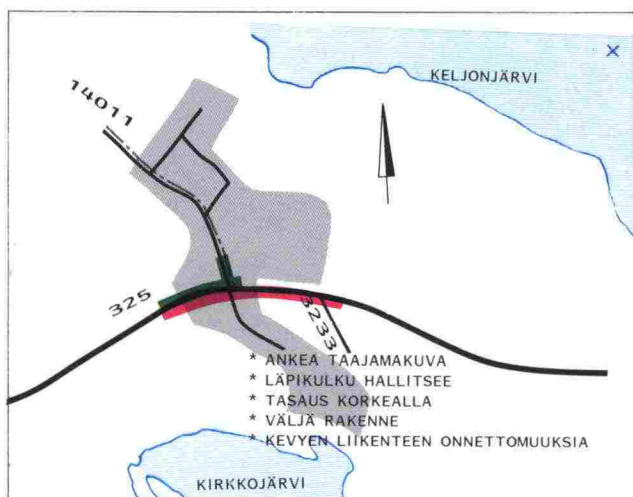 KELJONJÄRVI
14011
325
3233
* ANKEA TAAJAMAKUVA
* LÄPIKULKU HALLITSEE
* TASAUS KORKEALLA
* VÄLJÄ RAKENNE
* KEVYEN LIIKENTEEN ONNETTOMUUKSIA
KIRKKOJÄRVI